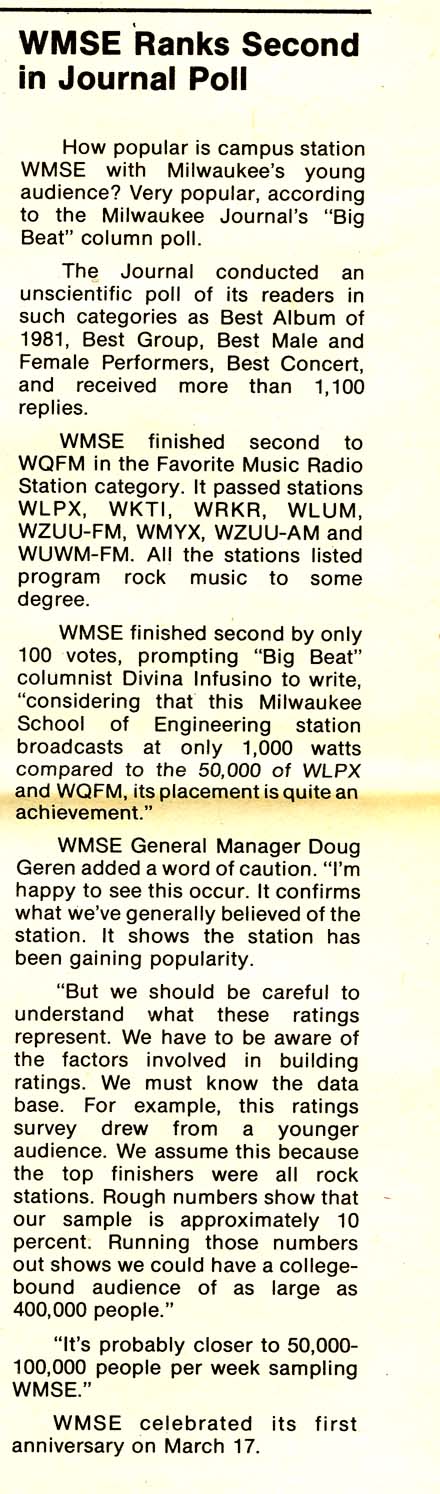 WMSE Ranks Second
in Journal Poll
How popular is campus station
WMSE with Milwaukee's young
audience? Very popular, according
to the Milwaukee Journal's "Big
Beat" column poll.
The Journal conducted an
unscientific poll of its readers in
such categories as Best Album of
1981, Best Group, Best Male and
Female Performers, Best Concert,
and received more than 1,100
replies.
WMSE finished second to
WQFM in the Favorite Music Radio
Station category. It passed stations
WLPX, WKTI, WRKR, WLUM,
WZUU-FM, WMYX, WZUU-AM and
WUWM-FM. All the stations listed
program rock music to some
degree.
WMSE finished second by only
100 votes, prompting "Big Beat"
columnist Divina Infusino to write,
"considering that this Milwaukee
School of Engineering station
broadcasts at only 1,000 watts
compared to the 50,000 of WLPX
and WQFM, its placement is quite an
achievement."
WMSE General Manager Doug
Geren added a word of caution. "I'm
happy to see this occur. It confirms
what we've generally believed of the
station. It shows the station has
been gaining popularity.
"But we should be careful to
understand what these ratings
represent. We have to be aware of
the factors involved in building
ratings. We must know the data
base. For example, this ratings
survey drew from a younger
audience. We assume this because
the top finishers were all rock
stations. Rough numbers show that
our sample is approximately 10
percent. Running those numbers
out shows we could have a college-
bound audience of as large as
400,000 people."
"It's probably closer to 50,000-
100,000 people per week sampling
WMSE."
WMSE celebrated its first
anniversary on March 17.